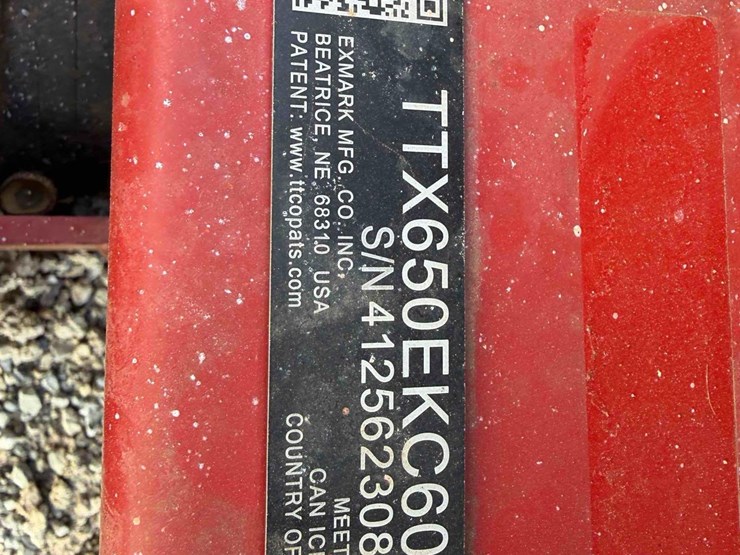 TTX650EKC60
S/N 412562308
EXMARK MFG. CO. INC,
BEATRICE, NE 68310 USA
PATENT: www.ttcopats.com
MEET
CAN ICE
COUNTRY OF